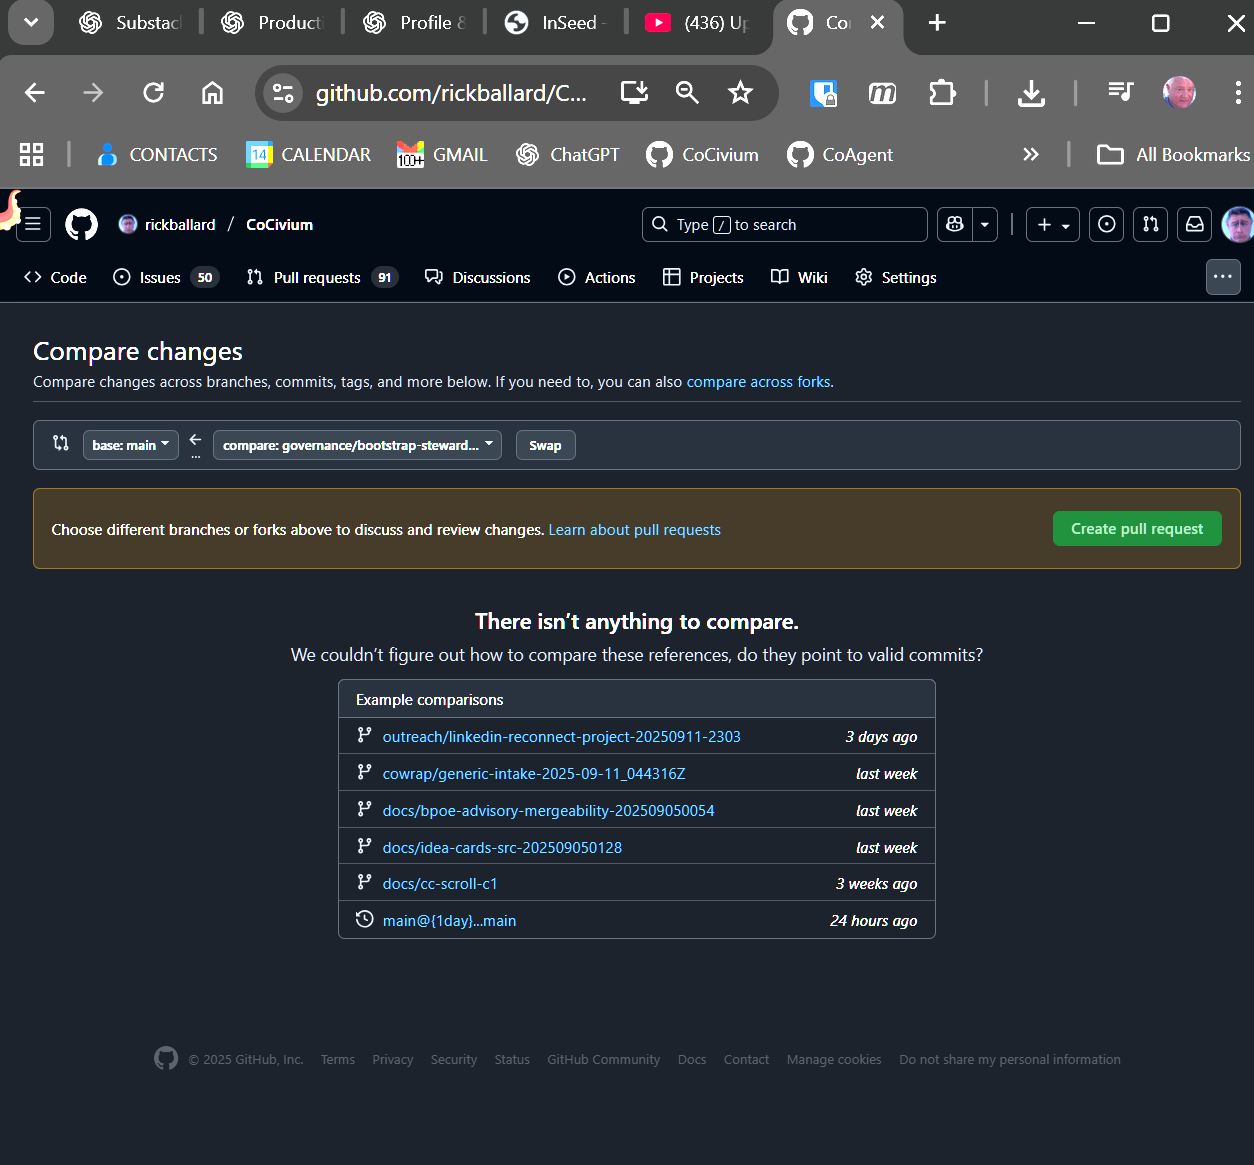 Substack
Producti
Profile &
InSeed -
(436) Up
Co
github.com/rickballard/C...
CONTACTS
14
CALENDAR
100+
GMAIL
ChatGPT
CoCivium
CoAgent
All Bookmarks
rickballard / CoCivium
Type / to search
Code
Issues 50
Pull requests 91
Discussions
Actions
Projects
Wiki
Settings
Compare changes
Compare changes across branches, commits, tags, and more below. If you need to, you can also compare across forks.
base: main
...
compare: governance/bootstrap-steward...
Swap
Choose different branches or forks above to discuss and review changes. Learn about pull requests
Create pull request
There isn't anything to compare.
We couldn't figure out how to compare these references, do they point to valid commits?
Example comparisons
outreach/linkedin-reconnect-project-20250911-2303 3 days ago
cowrap/generic-intake-2025-09-11_044316Z last week
docs/bpoe-advisory-mergeability-202509050054 last week
docs/idea-cards-src-202509050128 last week
docs/cc-scroll-c1 3 weeks ago
main@{1day}...main 24 hours ago
© 2025 GitHub, Inc. Terms Privacy Security Status GitHub Community Docs Contact Manage cookies Do not share my personal information